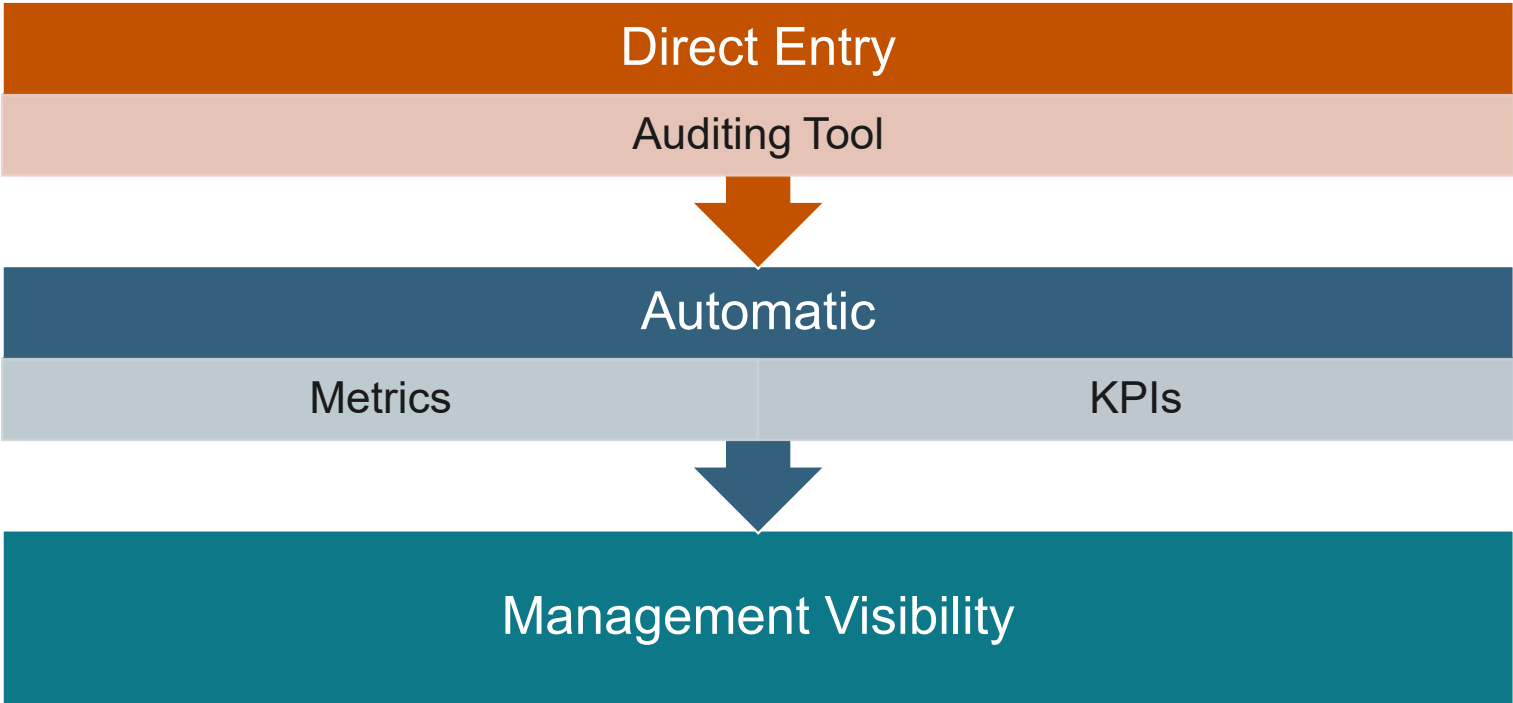 Direct Entry
Auditing Tool
Automatic
Metrics
KPIs
Management Visibility